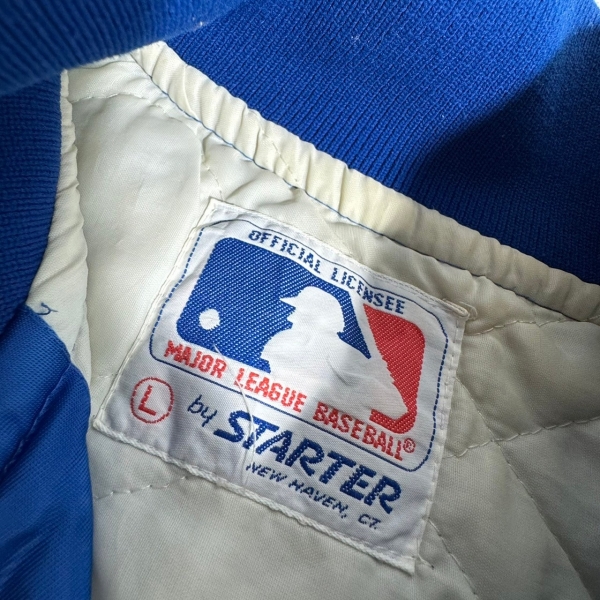 OFFICIAL LICENSEE
MAJOR LEAGUE BASEBALL®
L
by STARTER
NEW HAVEN, CT.